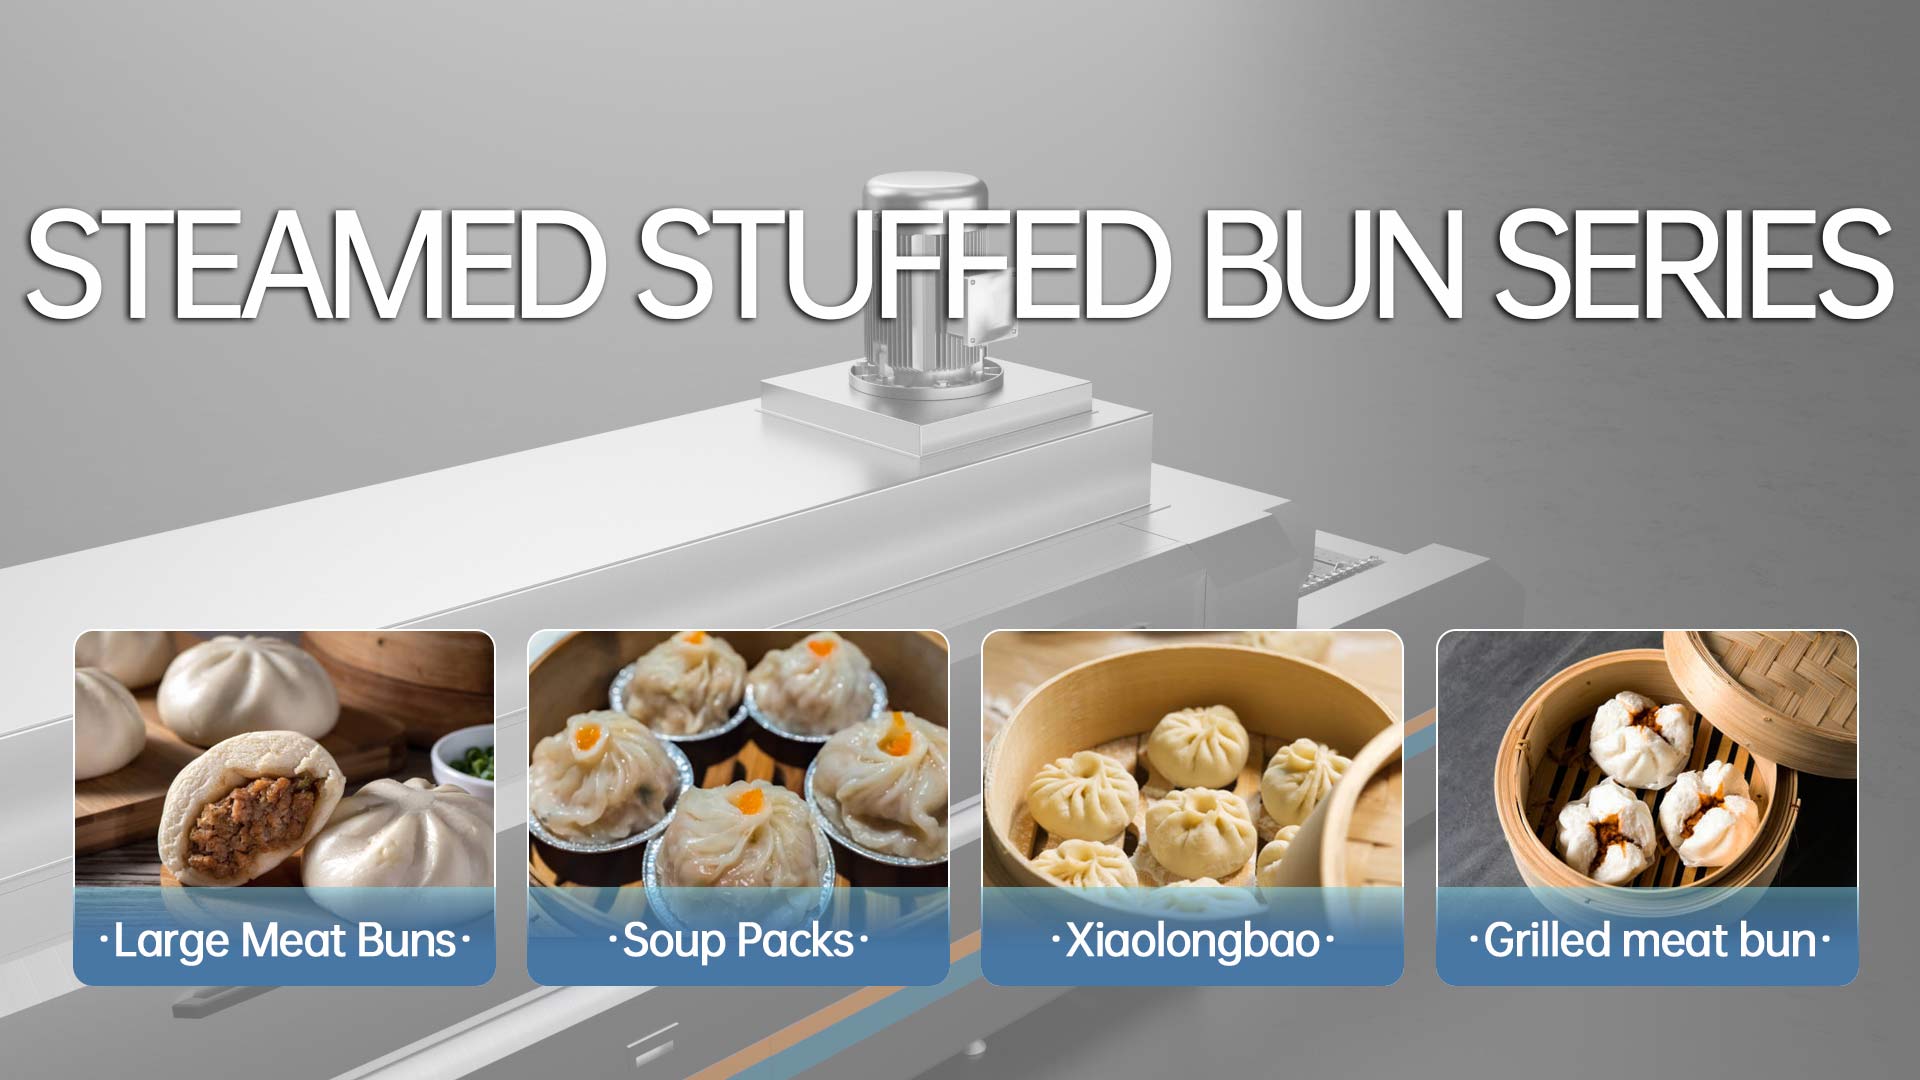 STEAMED STUFFED BUN SERIES
·Large Meat Buns·
·Soup Packs·
·Xiaolongbao·
·Grilled meat bun·